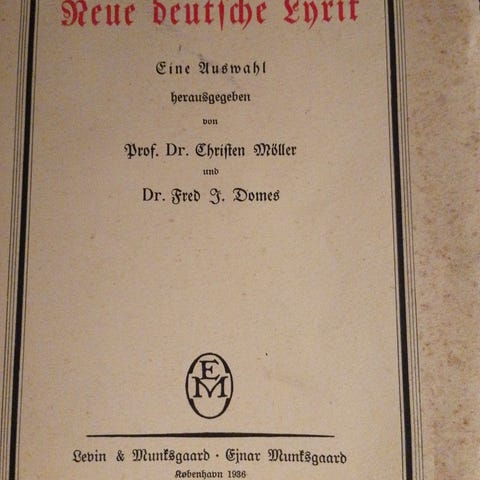 Neue deutsche Lyrik
Eine Auswahl
herausgegeben
von
Prof. Dr. Christen Möller
und
Dr. Fred J. Domes
EM
Levin & Munksgaard · Ejnar Munksgaard
København 1936